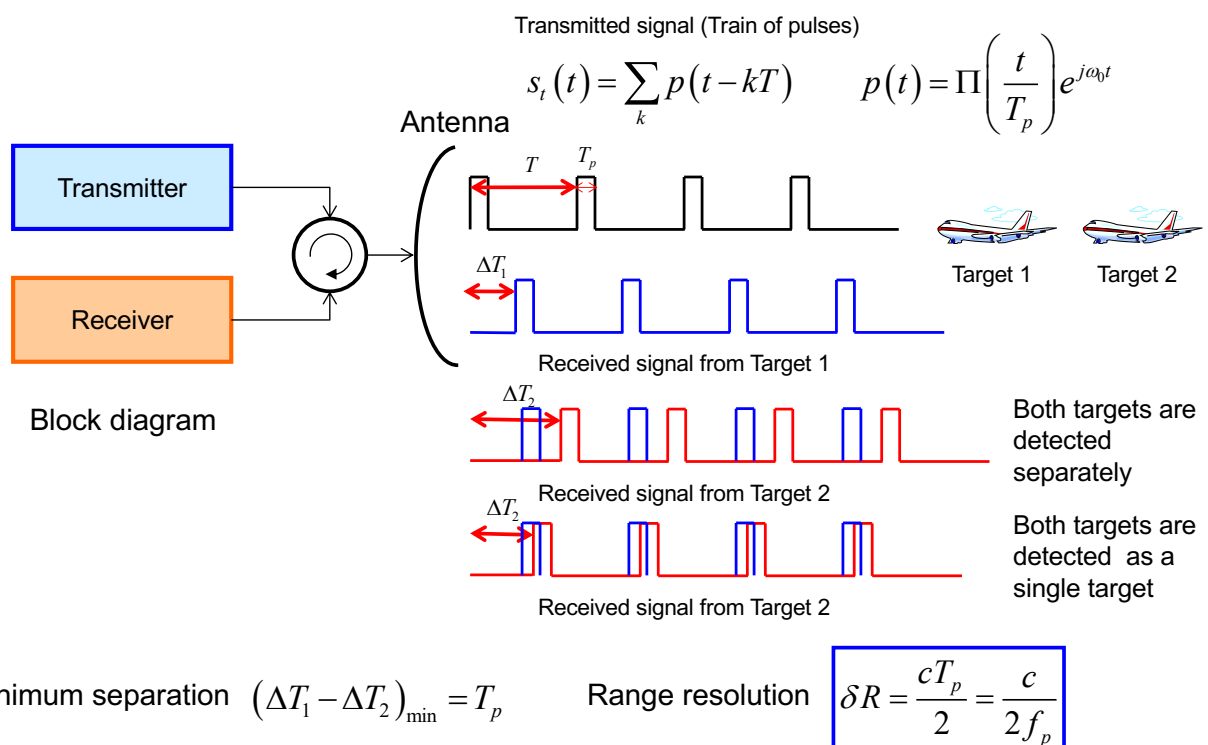 Transmitted signal (Train of pulses)
s_t(t) = ∑_k p(t − kT)
p(t) = Π(t / T_p) e^{jω_0 t}
Antenna
Transmitter
Receiver
Block diagram
T
T_p
Target 1
Target 2
ΔT_1
Received signal from Target 1
ΔT_2
Both targets are
detected
separately
Received signal from Target 2
ΔT_2
Both targets are
detected as a
single target
Received signal from Target 2
nimum separation (ΔT_1 − ΔT_2)_min = T_p
Range resolution δR = cT_p / 2 = c / 2f_p